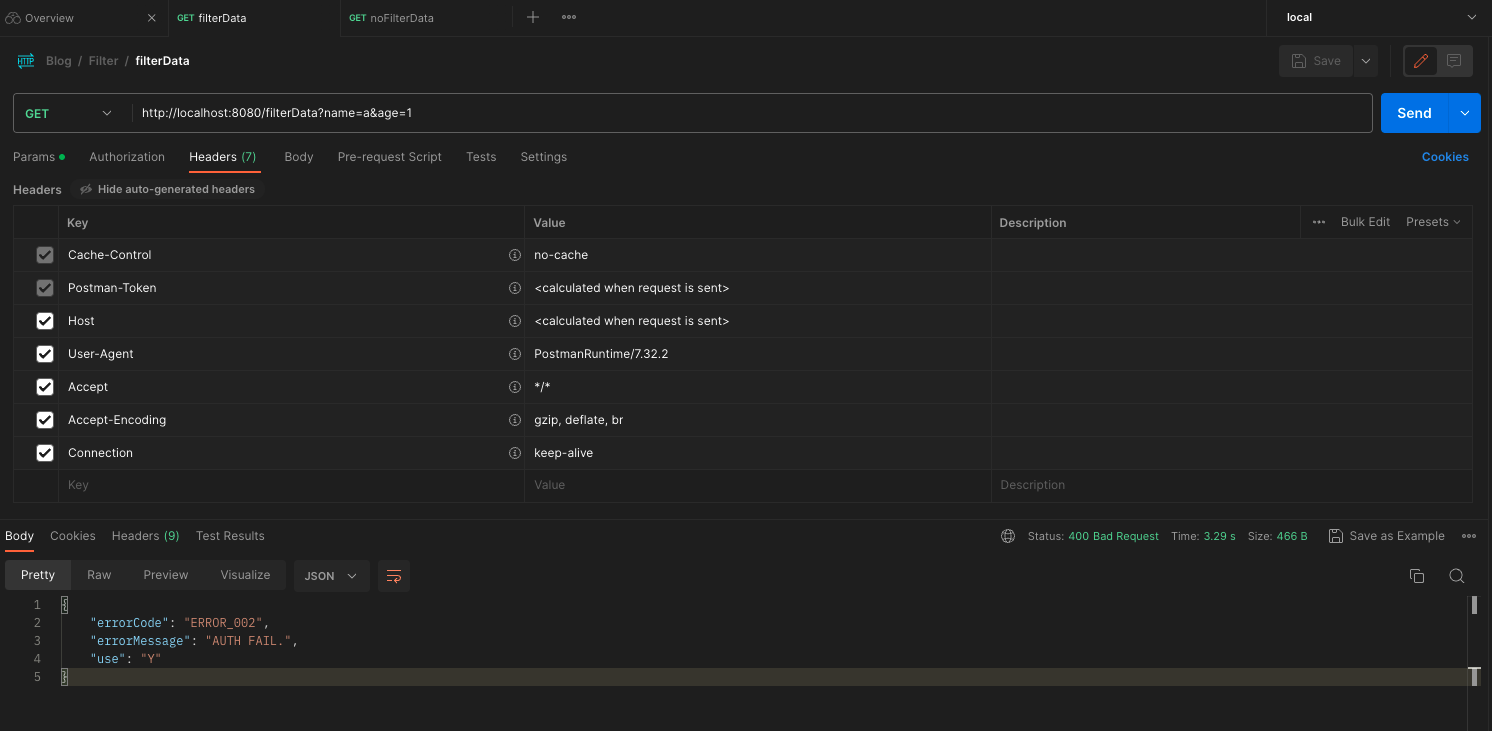 Overview
GET filterData
GET noFilterData
local
HTTP Blog / Filter / filterData
Save
GET http://localhost:8080/filterData?name=a&age=1 Send
Params Authorization Headers (7) Body Pre-request Script Tests Settings Cookies
Headers Hide auto-generated headers
Key Value Description Bulk Edit Presets
Cache-Control no-cache
Postman-Token <calculated when request is sent>
Host <calculated when request is sent>
User-Agent PostmanRuntime/7.32.2
Accept */*
Accept-Encoding gzip, deflate, br
Connection keep-alive
Key Value Description
Body Cookies Headers (9) Test Results Status: 400 Bad Request Time: 3.29 s Size: 466 B Save as Example
Pretty Raw Preview Visualize JSON
1 {
2 "errorCode": "ERROR_002",
3 "errorMessage": "AUTH FAIL.",
4 "use": "Y"
5 }